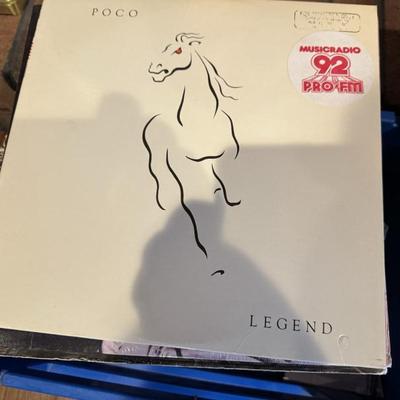 POCO
MUSICRADIO
92
PRO·FM
LEGEND